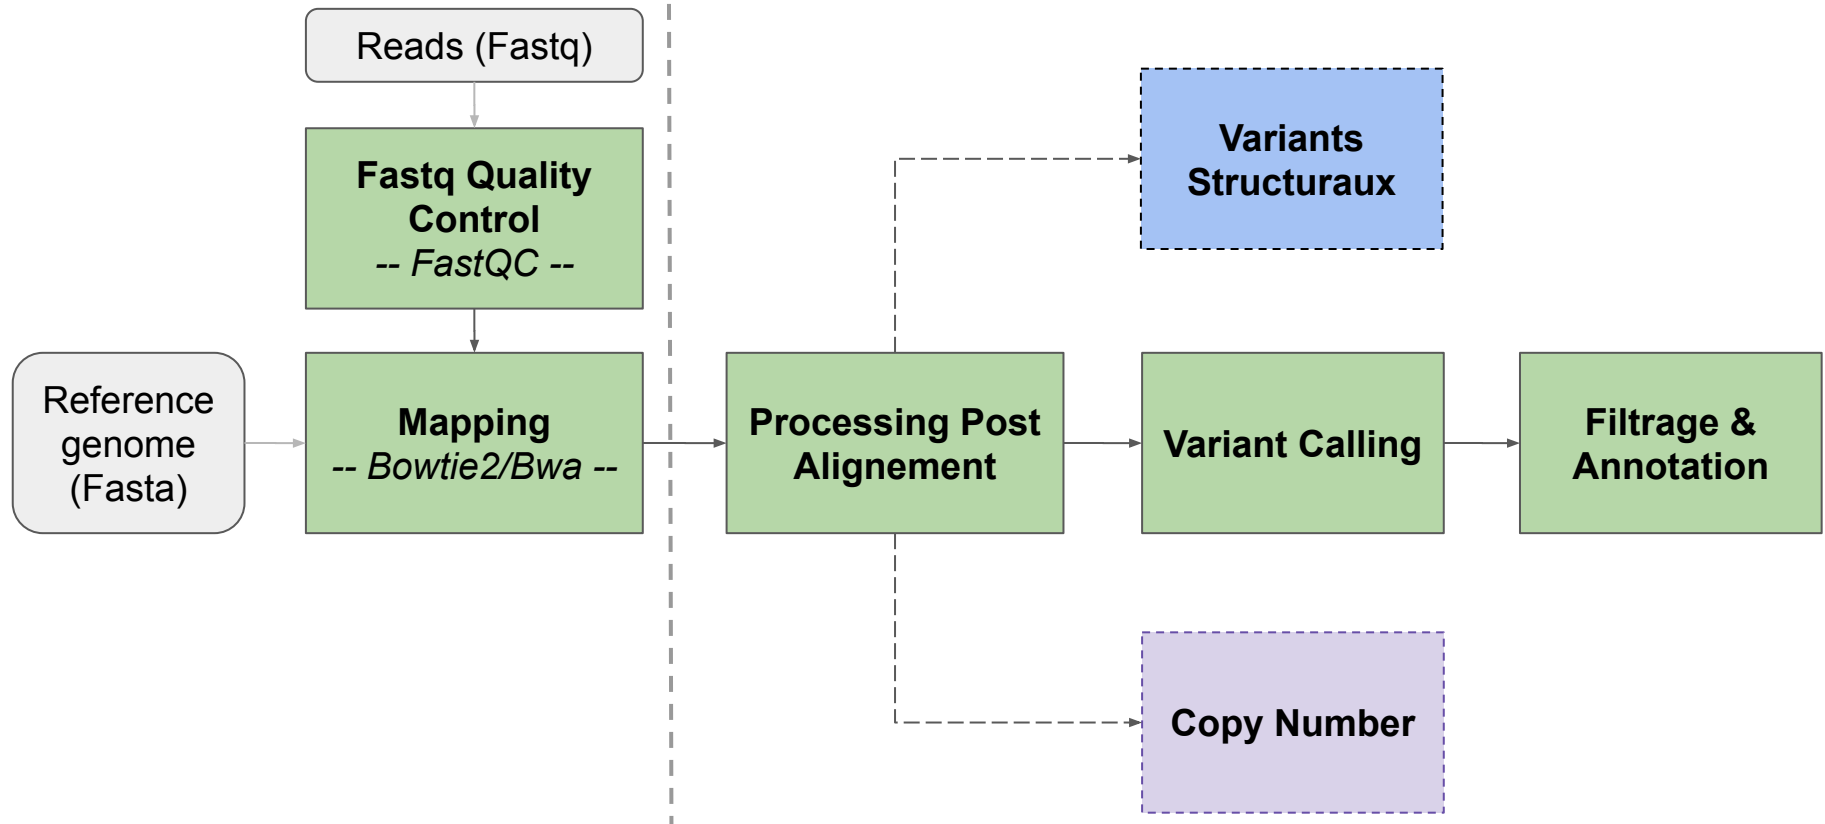 Reads (Fastq)
Fastq Quality
Control
-- FastQC --
Reference
genome
(Fasta)
Mapping
-- Bowtie2/Bwa --
Processing Post
Alignement
Variants
Structuraux
Variant Calling
Filtrage &
Annotation
Copy Number